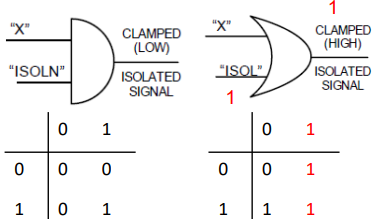 "X"
"ISOLN"
CLAMPED
(LOW)
ISOLATED
SIGNAL
1
"X"
"ISOL"
1
CLAMPED
(HIGH)
ISOLATED
SIGNAL
0 1
0 0 0
1 0 1
0 1
0 0 1
1 1 1